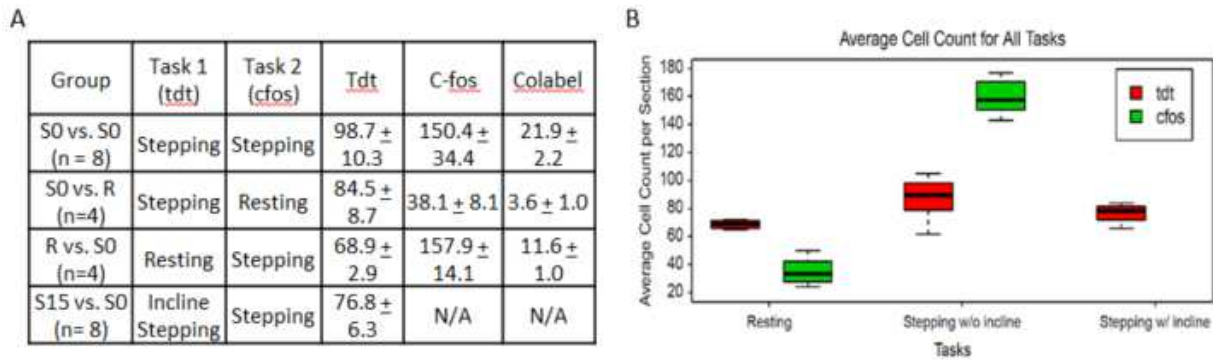 A
Group Task 1 (tdt) Task 2 (cfos) Tdt C-fos Colabel
S0 vs. S0 (n = 8) Stepping Stepping 98.7 ± 10.3 150.4 ± 34.4 21.9 ± 2.2
S0 vs. R (n=4) Stepping Resting 84.5 ± 8.7 38.1 ± 8.1 3.6 ± 1.0
R vs. S0 (n=4) Resting Stepping 68.9 ± 2.9 157.9 ± 14.1 11.6 ± 1.0
S15 vs. S0 (n= 8) Incline Stepping Stepping 76.8 ± 6.3 N/A N/A
B
Average Cell Count for All Tasks
Average Cell Count per Section
180
160
140
120
100
80
60
40
20
tdt
cfos
Resting Stepping w/o incline Stepping w/ incline
Tasks